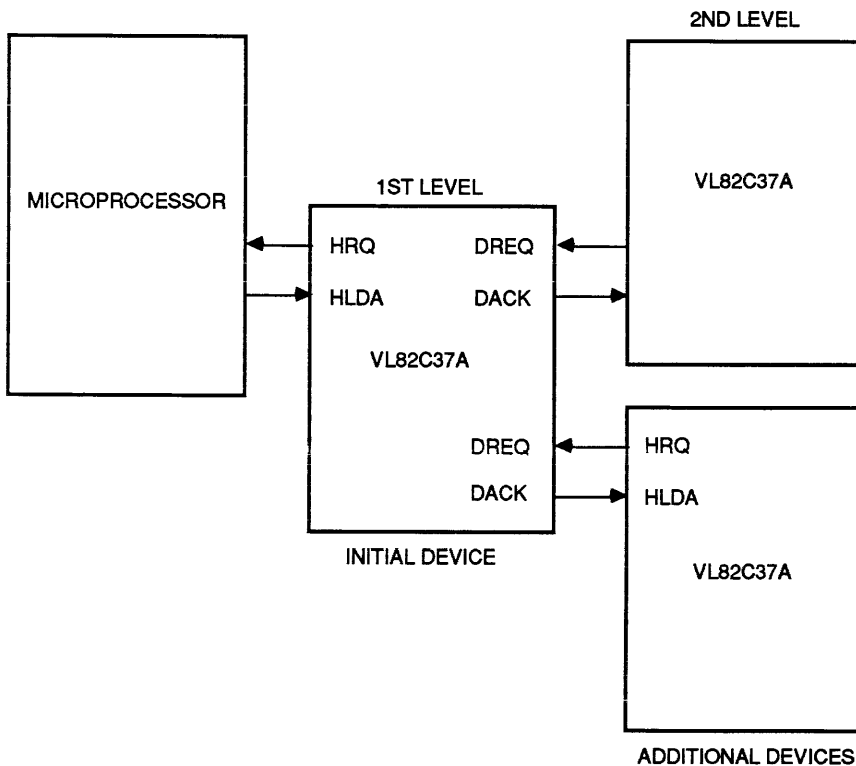 2ND LEVEL
MICROPROCESSOR
VL82C37A
1ST LEVEL
HRQ
DREQ
HLDA
DACK
VL82C37A
DREQ
HRQ
DACK
HLDA
INITIAL DEVICE
VL82C37A
ADDITIONAL DEVICES